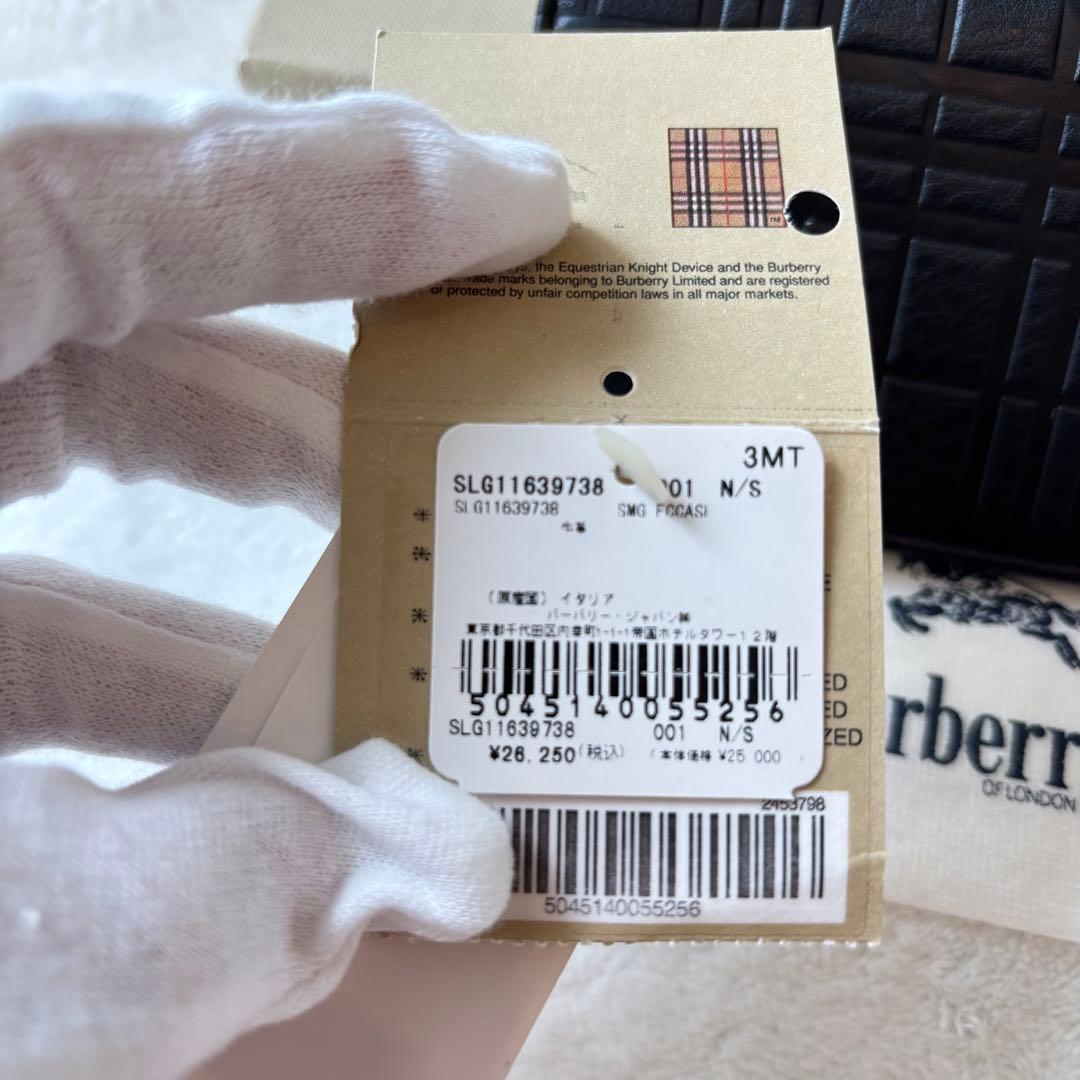 the Equestrian Knight Device and the Burberry
Trade marks belonging to Burberry Limited and are registered
or protected by unfair competition laws in all major markets.
3MT
SLG11639738 001 N/S
SLG11639738 SMG
牛革
(原産国) イタリア
バーバリー・ジャパン㈱
東京都千代田区内幸町1-1-1帝国ホテルタワー12階
5045140055256
SLG11639738 001 N/S
¥26,250(税込) (本体価格 ¥25,000
2453798
5045140055256
ED
ED
ZED
rberr
OF LONDON